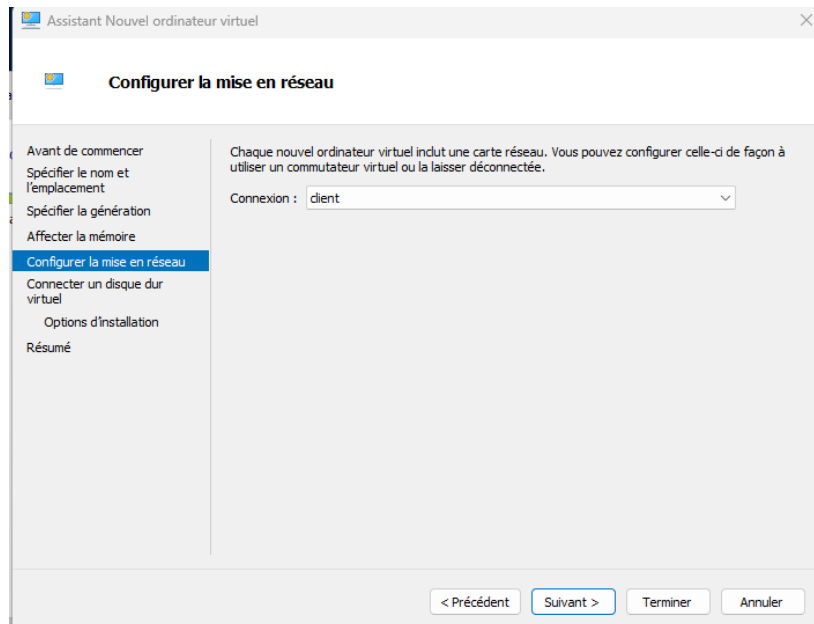 Assistant Nouvel ordinateur virtuel
Configurer la mise en réseau
Avant de commencer
Spécifier le nom et
l'emplacement
Spécifier la génération
Affecter la mémoire
Configurer la mise en réseau
Connecter un disque dur
virtuel
Options d'installation
Résumé
Chaque nouvel ordinateur virtuel inclut une carte réseau. Vous pouvez configurer celle-ci de façon à
utiliser un commutateur virtuel ou la laisser déconnectée.
Connexion : client
< Précédent Suivant > Terminer Annuler